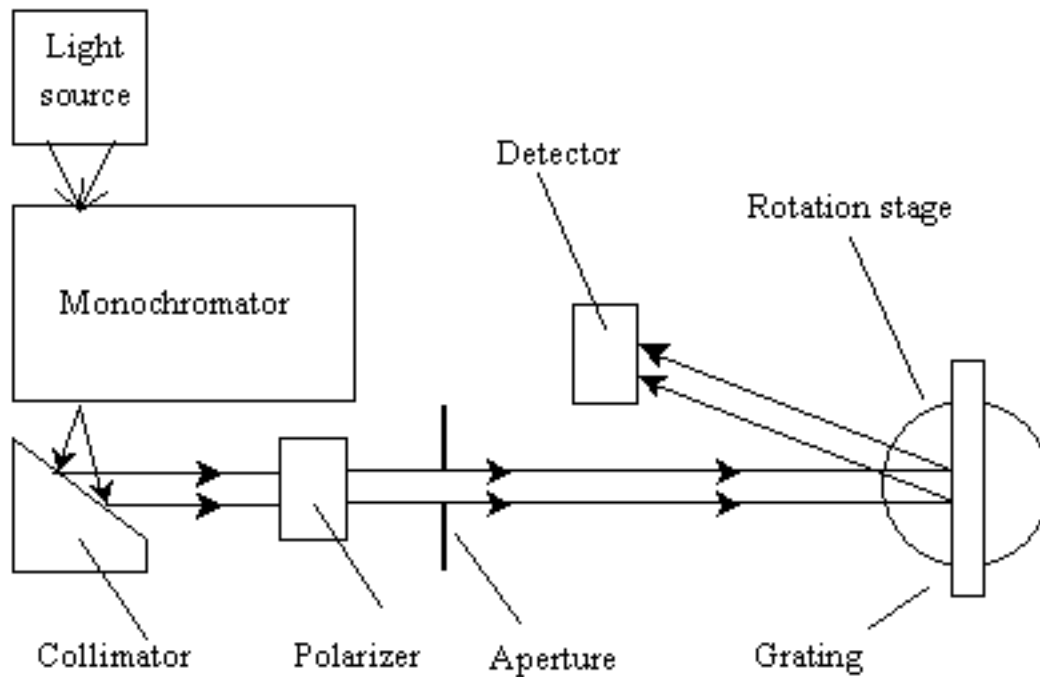 Light
source
Detector
Rotation stage
Monochromator
Collimator
Polarizer
Aperture
Grating